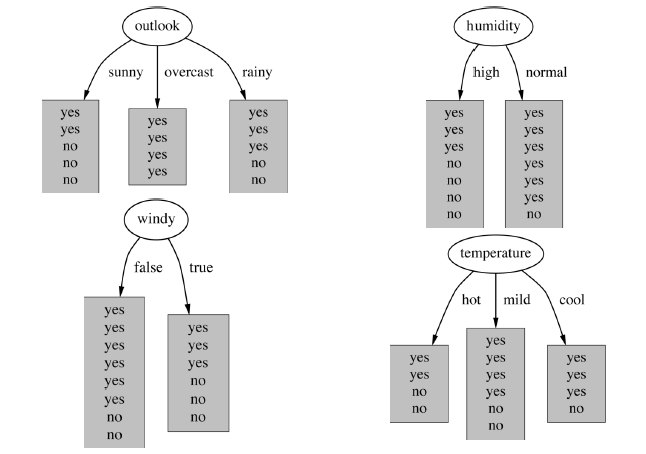 outlook
sunny
overcast
rainy
yes
yes
no
no
no
yes
yes
yes
yes
yes
yes
yes
no
no
humidity
high
normal
yes
yes
yes
no
no
no
no
yes
yes
yes
yes
yes
yes
no
windy
false
true
yes
yes
yes
yes
yes
yes
no
no
yes
yes
yes
no
no
no
temperature
hot
mild
cool
yes
yes
no
no
yes
yes
yes
yes
no
no
yes
yes
yes
no